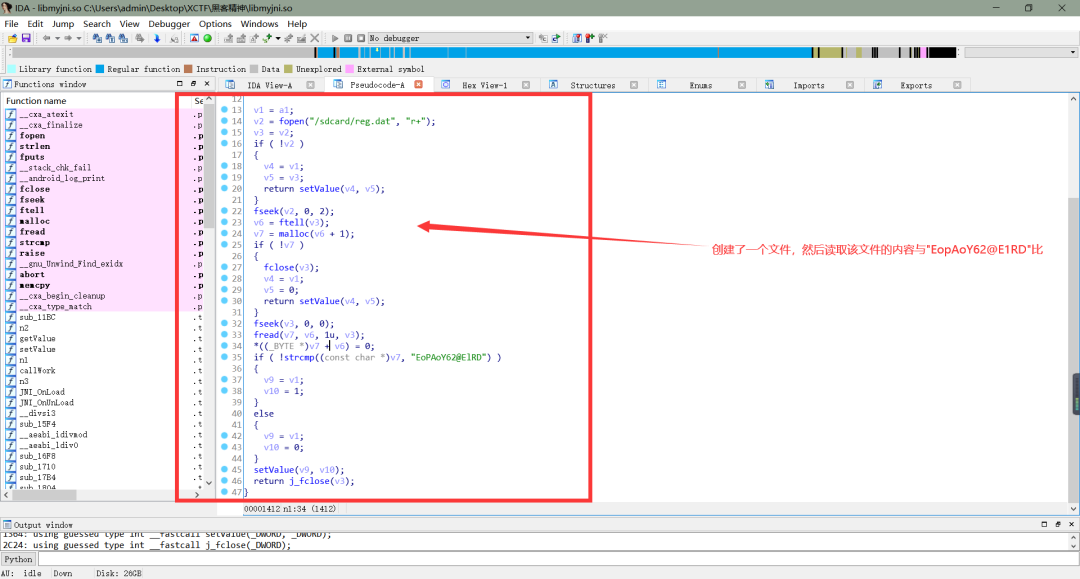 IDA - libmyjni.so C:\Users\admin\Desktop\XCTF\黑客精神\libmyjni.so
File Edit Jump Search View Debugger Options Windows Help
No debugger
Library function Regular function Instruction Data Unexplored External symbol
Functions window
IDA View-A Pseudocode-A Hex View-1 Structures Enums Imports Exports
Function name Se
__cxa_atexit .p
__cxa_finalize .p
fopen .p
strlen .p
fputs .p
__stack_chk_fail .p
__android_log_print .p
fclose .p
fseek .p
ftell .p
malloc .p
fread .p
strcmp .p
raise .p
__gnu_Unwind_Find_exidx .p
abort .p
memcpy .p
__cxa_begin_cleanup .p
__cxa_type_match .p
sub_11BC .t
n2 .t
getValue .t
setValue .t
n1 .t
callWork .t
n3 .t
JNI_OnLoad .t
JNI_OnUnLoad .t
__divsi3 .t
sub_15F4 .t
__aeabi_idivmod .t
__aeabi_ldiv0 .t
sub_16F8 .t
sub_1710 .t
sub_17B4 .t
sub_1804 .t
12
13 v1 = a1;
14 v2 = fopen("/sdcard/reg.dat", "r+");
15 v3 = v2;
16 if ( !v2 )
17 {
18 v4 = v1;
19 v5 = v3;
20 return setValue(v4, v5);
21 }
22 fseek(v2, 0, 2);
23 v6 = ftell(v3);
24 v7 = malloc(v6 + 1);
25 if ( !v7 )
26 {
27 fclose(v3);
28 v4 = v1;
29 v5 = 0;
30 return setValue(v4, v5);
31 }
32 fseek(v3, 0, 0);
33 fread(v7, v6, 1u, v3);
34 *((_BYTE *)v7 + v6) = 0;
35 if ( !strcmp((const char *)v7, "EoPAoY62@ElRD") )
36 {
37 v9 = v1;
38 v10 = 1;
39 }
40 else
41 {
42 v9 = v1;
43 v10 = 0;
44 }
45 setValue(v9, v10);
46 return j_fclose(v3);
47 }
创建了一个文件，然后读取该文件的内容与"EopAoY62@E1RD"比
00001412 n1:34 (1412)
Output window
1364: using guessed type int __fastcall setValue(_DWORD, _DWORD);
2C24: using guessed type int __fastcall j_fclose(_DWORD);
Python
AU: idle Down Disk: 26GB